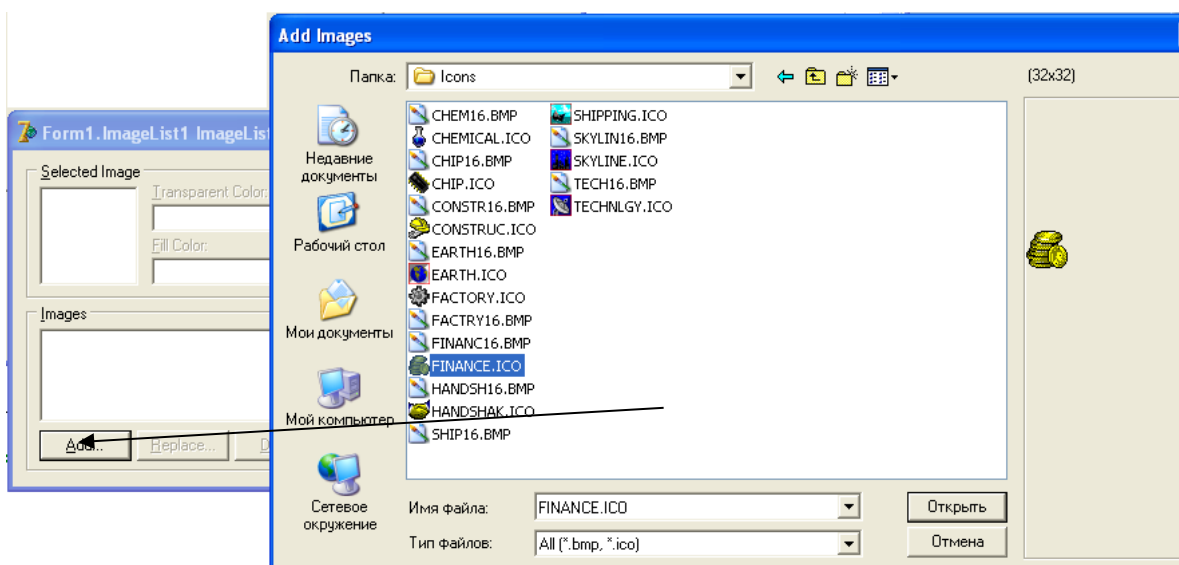 Add Images
Папка:
Icons
(32x32)
Form1.ImageList1 ImageList
Selected Image
Transparent Color:
Fill Color:
Images
Add...
Replace...
D
Недавние
документы
Рабочий стол
Мои документы
Мой компьютер
Сетевое
окружение
CHEM16.BMP
CHEMICAL.ICO
CHIP16.BMP
CHIP.ICO
CONSTR16.BMP
CONSTRUC.ICO
EARTH16.BMP
EARTH.ICO
FACTORY.ICO
FACTRY16.BMP
FINANC16.BMP
FINANCE.ICO
HANDSH16.BMP
HANDSHAK.ICO
SHIP16.BMP
SHIPPING.ICO
SKYLIN16.BMP
SKYLINE.ICO
TECH16.BMP
TECHNLGY.ICO
Имя файла:
FINANCE.ICO
Открыть
Тип файлов:
All (*.bmp, *.ico)
Отмена